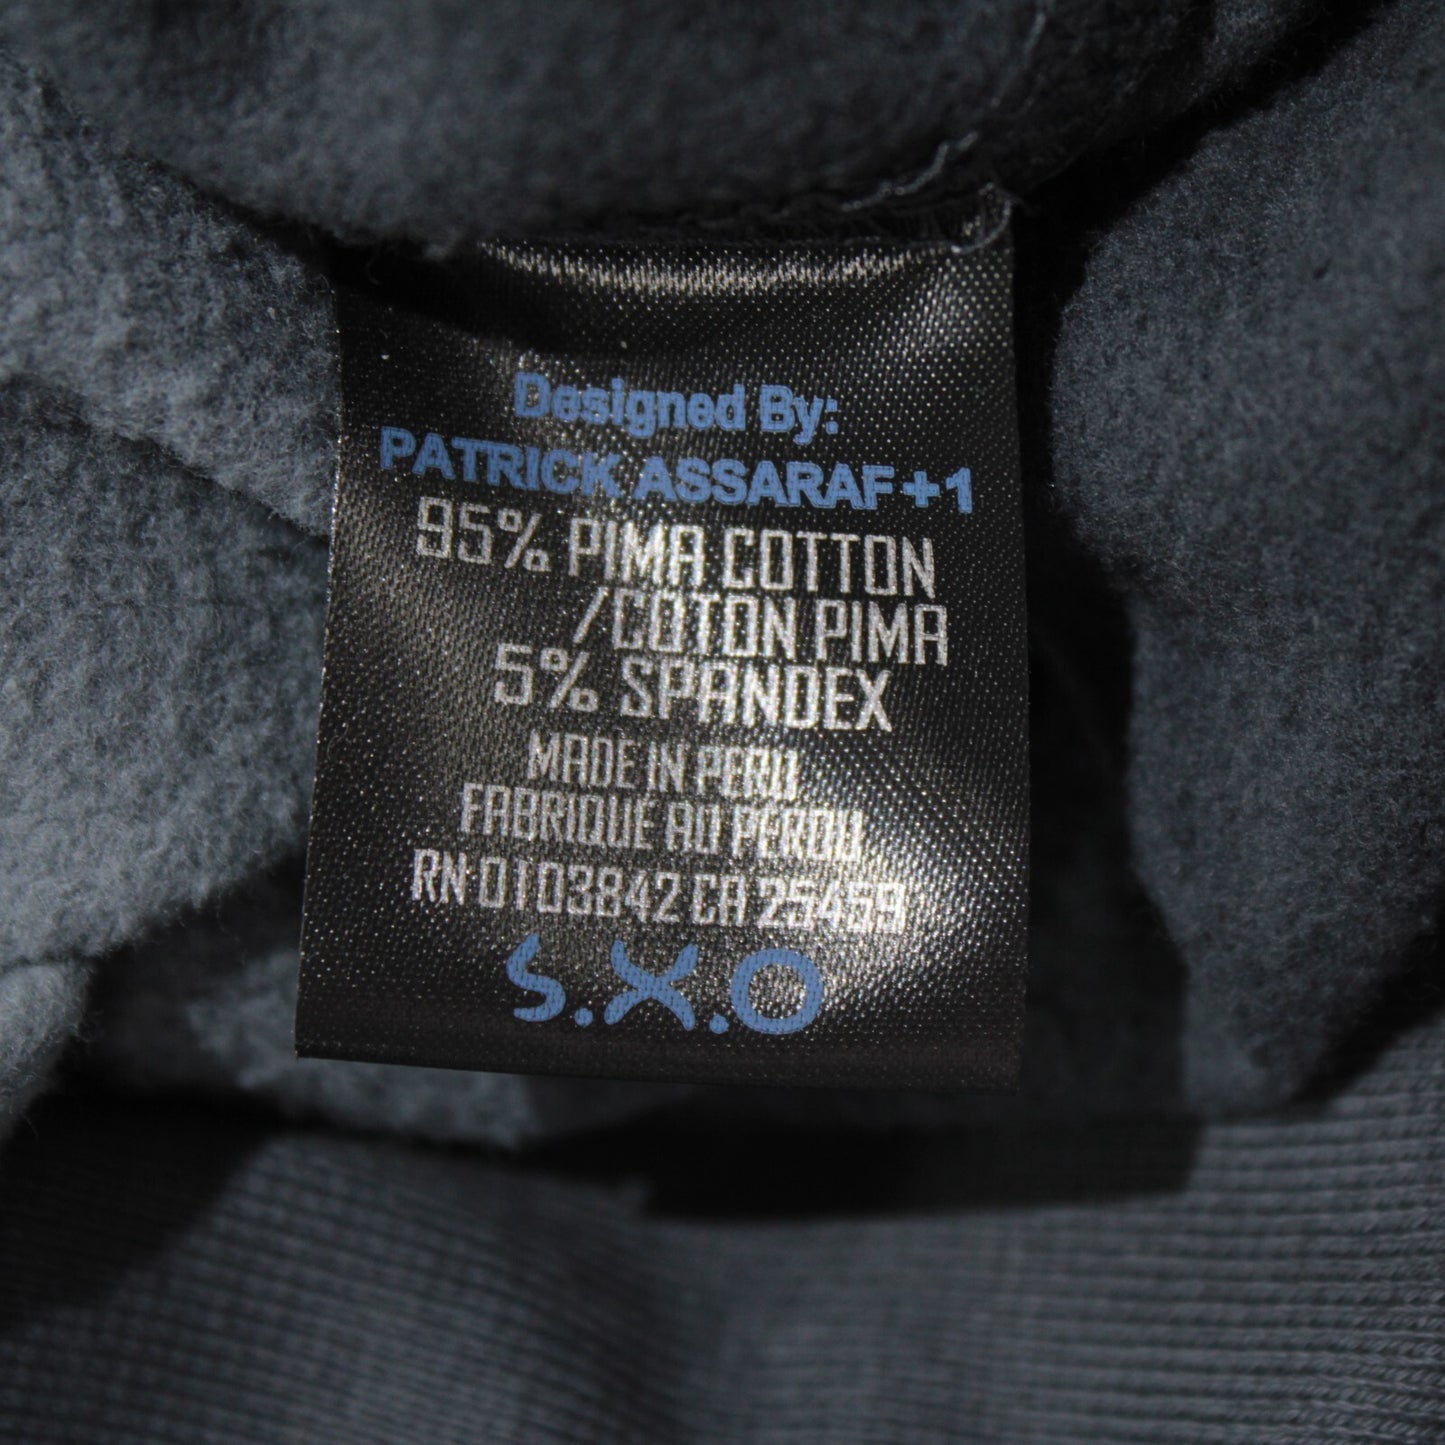 Designed By:
PATRICK ASSARAF+1
95% PIMA COTTON
/COTON PIMA
5% SPANDEX
MADE IN PERU
FABRIQUE AU PEROU
RN 0103842 CA 25459
S.X.O